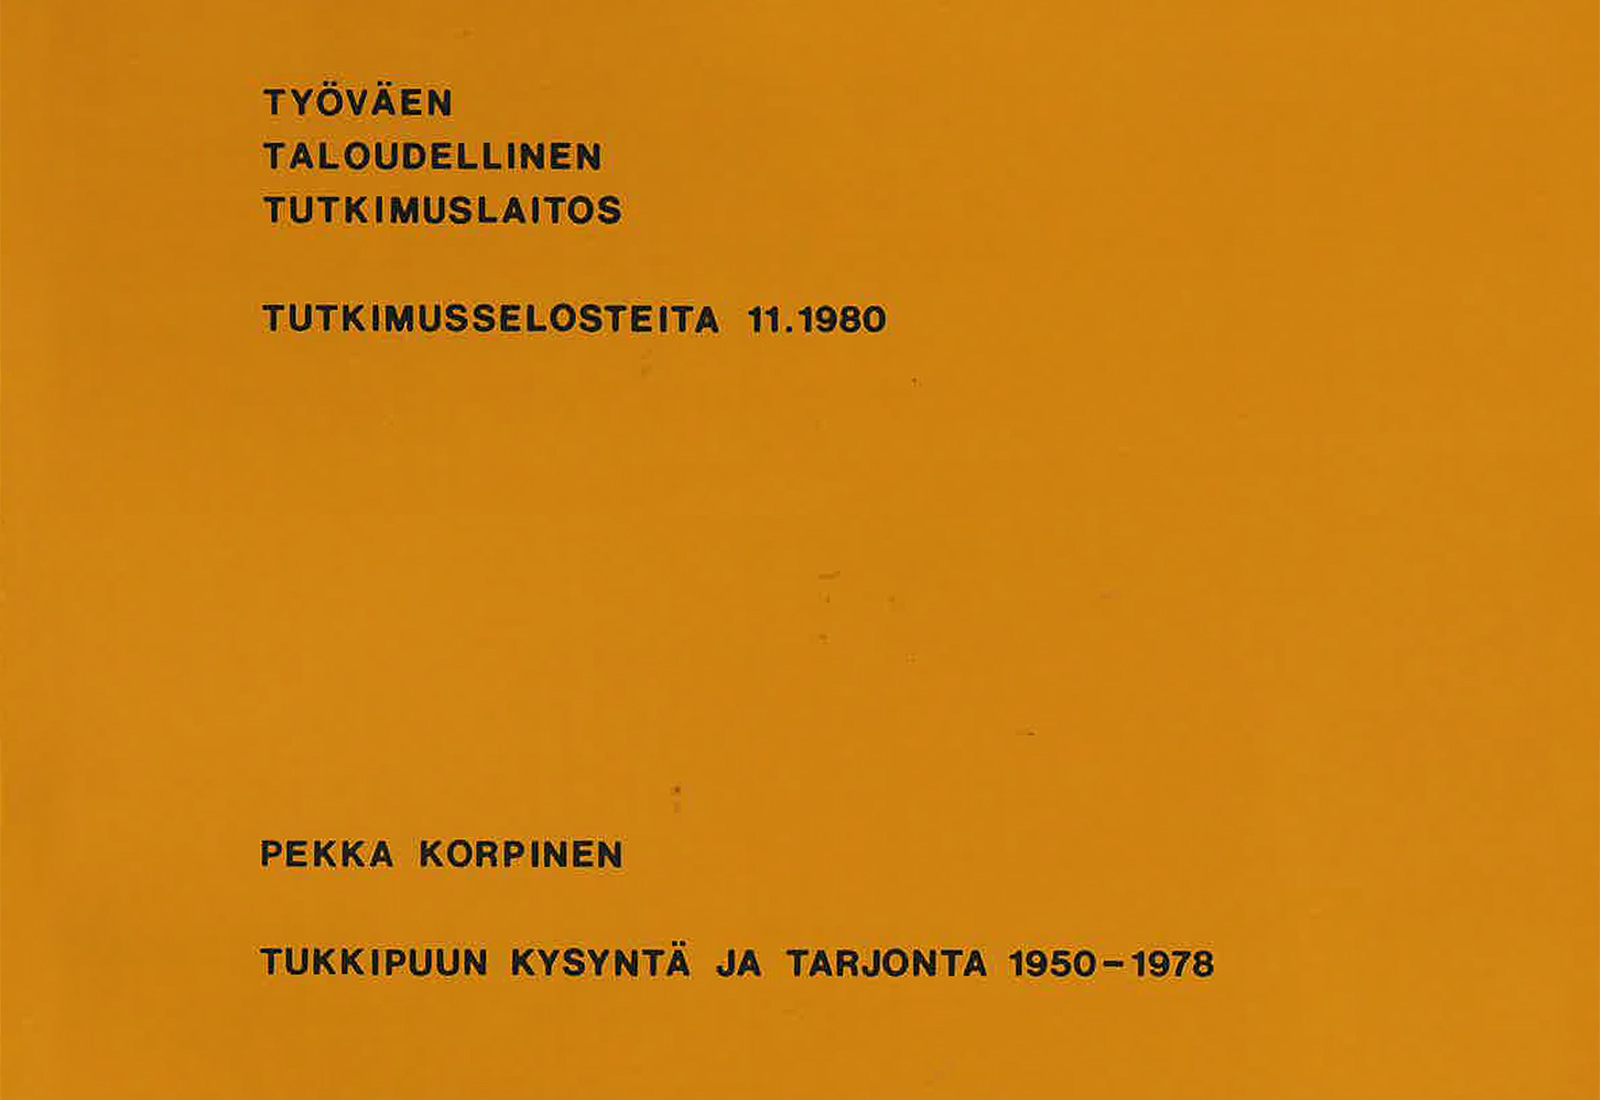 TYÖVÄEN
TALOUDELLINEN
TUTKIMUSLAITOS
TUTKIMUSSELOSTEITA 11.1980
PEKKA KORPINEN
TUKKIPUUN KYSYNTÄ JA TARJONTA 1950–1978